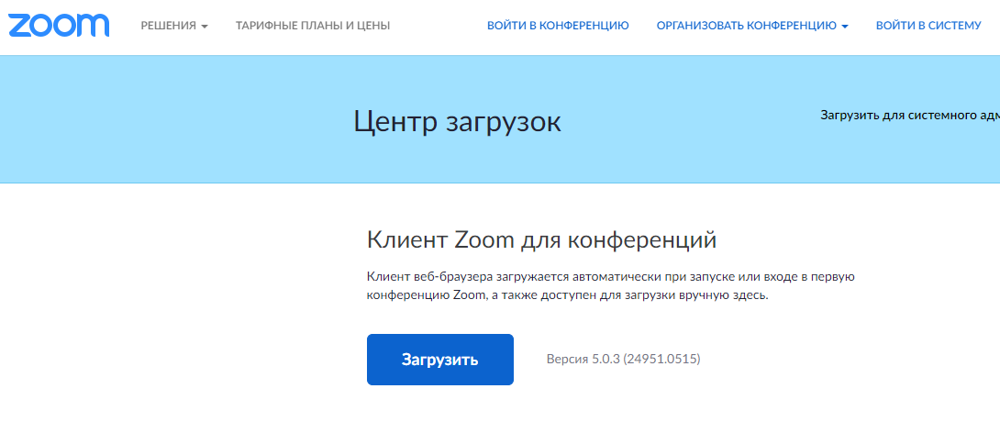 zoom РЕШЕНИЯ ТАРИФНЫЕ ПЛАНЫ И ЦЕНЫ ВОЙТИ В КОНФЕРЕНЦИЮ ОРГАНИЗОВАТЬ КОНФЕРЕНЦИЮ ВОЙТИ В СИСТЕМУ
Центр загрузок
Загрузить для системного
Клиент Zoom для конференций
Клиент веб-браузера загружается автоматически при запуске или входе в первую
конференцию Zoom, а также доступен для загрузки вручную здесь.
Загрузить Версия 5.0.3 (24951.0515)